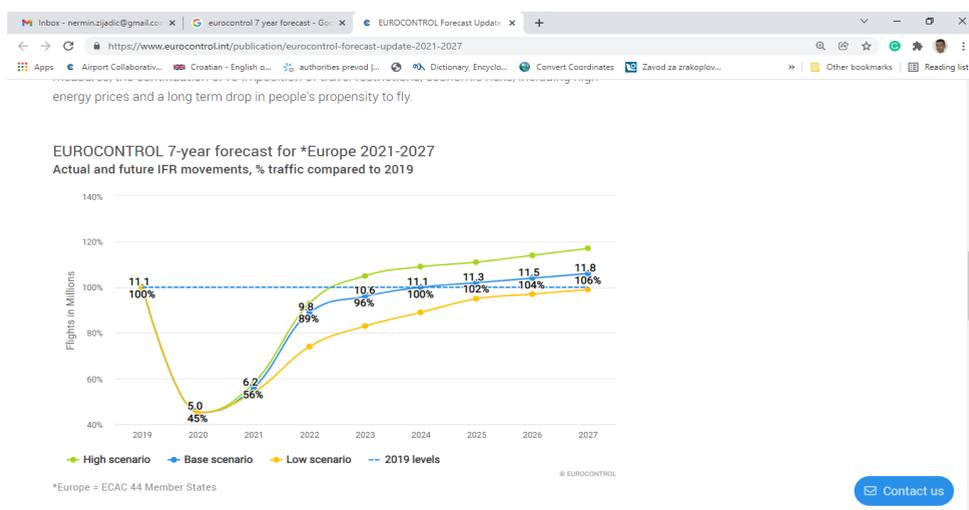 Inbox - nermin.zijadic@gmail.co
eurocontrol 7 year forecast - Goo
EUROCONTROL Forecast Update
https://www.eurocontrol.int/publication/eurocontrol-forecast-update-2021-2027
Apps
Airport Collaborativ...
Croatian - English o...
authorities prevod |...
Dictionary, Encyclo...
Convert Coordinates
Zavod za zrakoplov...
»
Other bookmarks
Reading list
energy prices and a long term drop in people's propensity to fly.
EUROCONTROL 7-year forecast for *Europe 2021-2027
Actual and future IFR movements, % traffic compared to 2019
Flights in Millions
140%
120%
100%
80%
60%
40%
11.1
100%
5.0
45%
6.2
56%
9.8
89%
10.6
96%
11.1
100%
11.3
102%
11.5
104%
11.8
106%
2019 2020 2021 2022 2023 2024 2025 2026 2027
High scenario Base scenario Low scenario 2019 levels
© EUROCONTROL
*Europe = ECAC 44 Member States
Contact us